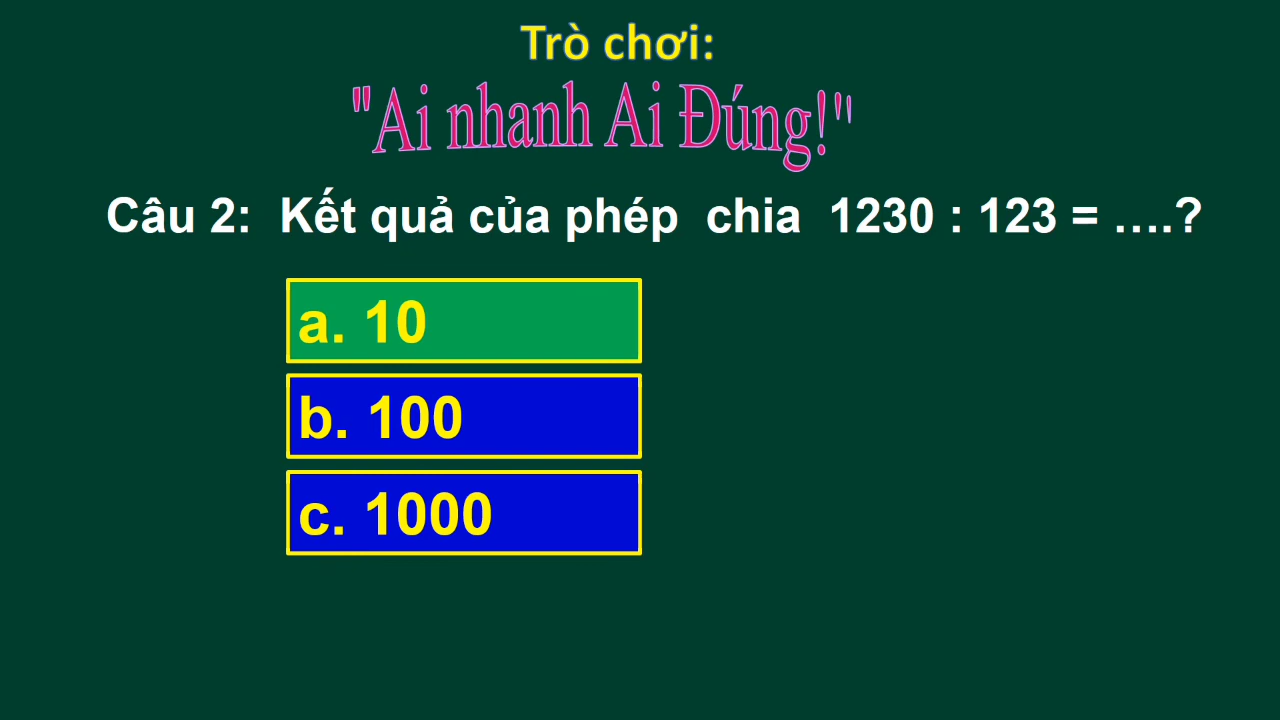 Trò chơi:
"Ai nhanh Ai Đúng!"
Câu 2: Kết quả của phép chia 1230 : 123 = ....?
a. 10
b. 100
c. 1000